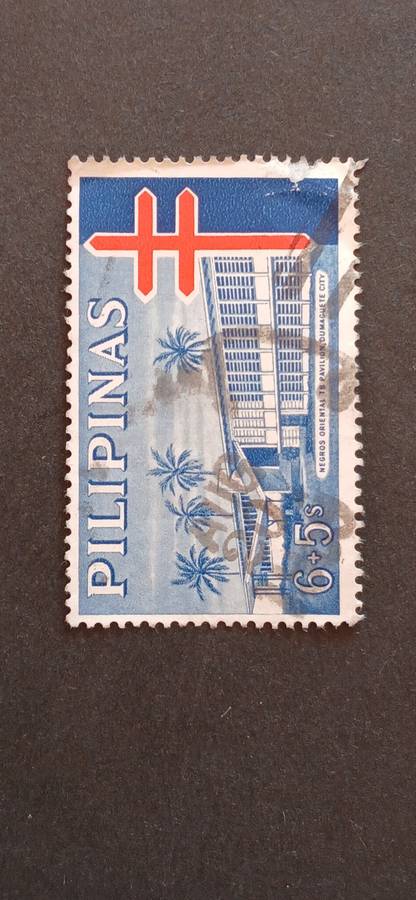 PILIPINAS
NEGROS ORIENTAL TB PAVILION, DUMAGUETE CITY
6+5s